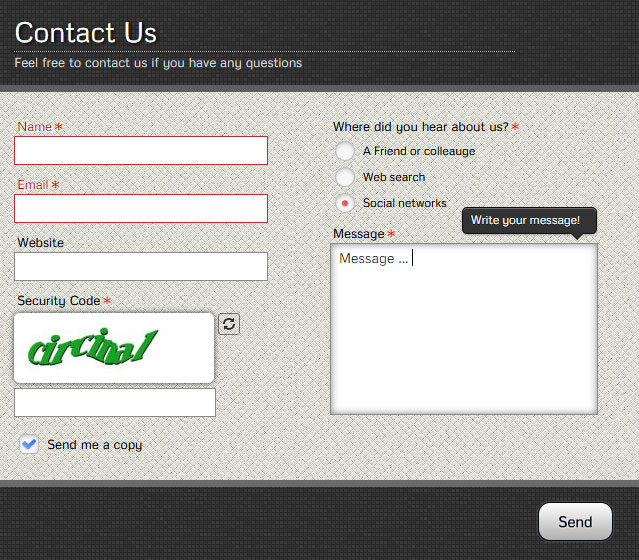 Contact Us
Feel free to contact us if you have any questions
Name *
Email *
Website
Security Code *
circinal
Send me a copy
Where did you hear about us? *
A Friend or colleauge
Web search
Social networks
Write your message!
Message *
Message ...
Send